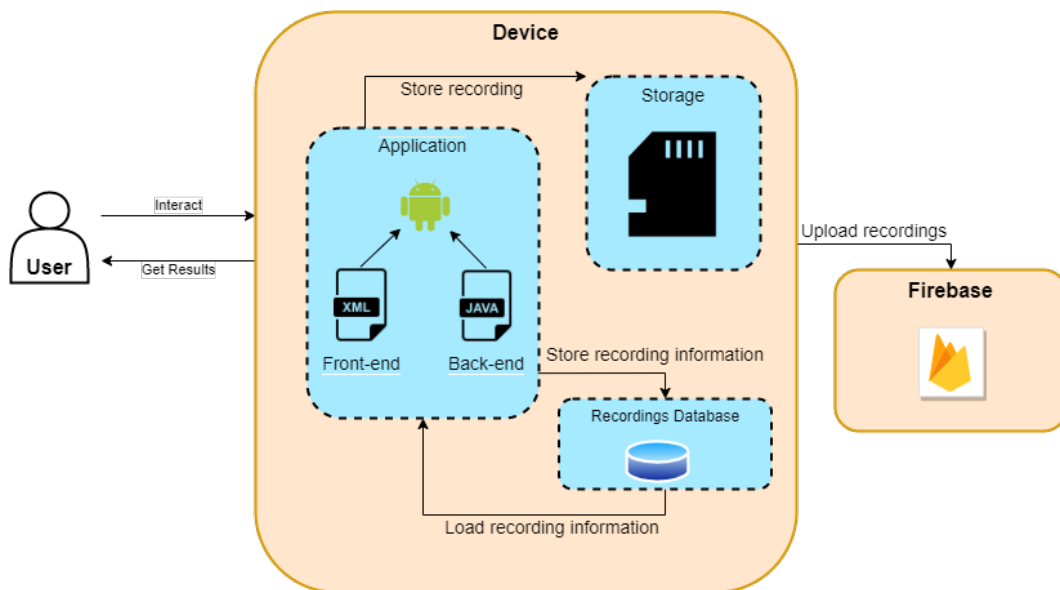 Device
Store recording
Storage
Application
Interact
User
Get Results
Upload recordings
Firebase
XML
JAVA
Front-end
Back-end
Store recording information
Recordings Database
Load recording information